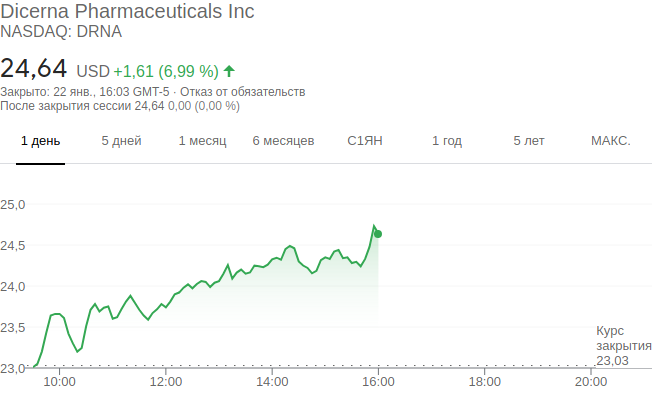 Dicerna Pharmaceuticals Inc
NASDAQ: DRNA
24,64 USD +1,61 (6,99 %)
Закрыто: 22 янв., 16:03 GMT-5 · Отказ от обязательств
После закрытия сессии 24,64 0,00 (0,00 %)
1 день 5 дней 1 месяц 6 месяцев С1ЯН 1 год 5 лет МАКС.
25,0
24,5
24,0
23,5
Курс
закрытия
23,03
23,0
10:00 12:00 14:00 16:00 18:00 20:00